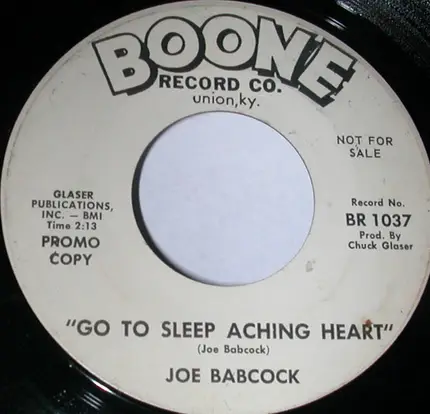 BOONE
RECORD CO.
union,ky.
NOT FOR
SALE
GLASER
PUBLICATIONS,
INC. — BMI
Time 2:13
PROMO
COPY
Record No.
BR 1037
Prod. By
Chuck Glaser
"GO TO SLEEP ACHING HEART"
(Joe Babcock)
JOE BABCOCK